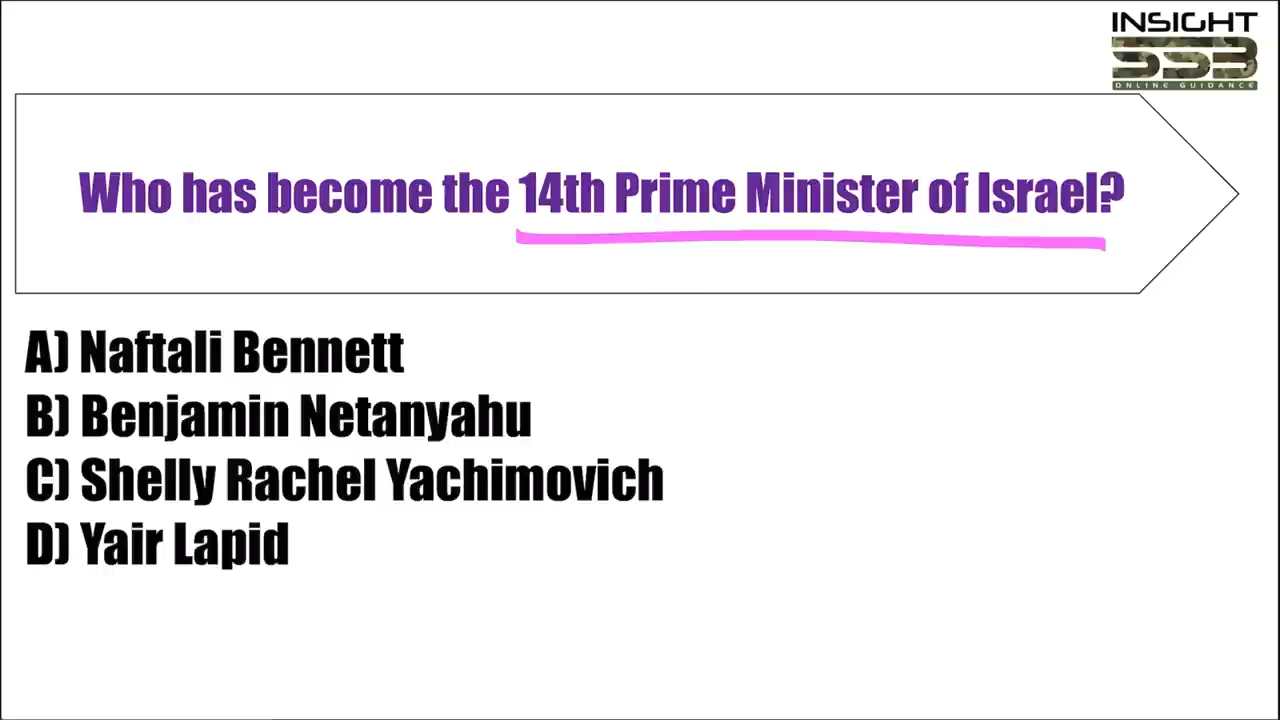 INSIGHT
SSB
ONLINE GUIDANCE
Who has become the 14th Prime Minister of Israel?
A) Naftali Bennett
B) Benjamin Netanyahu
C) Shelly Rachel Yachimovich
D) Yair Lapid